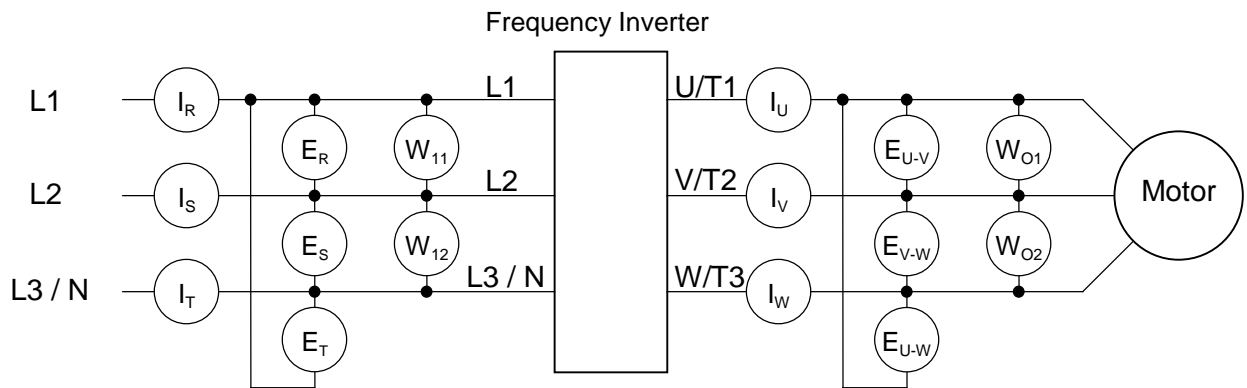 Frequency Inverter
L1 I_R L1 U/T1 I_U
E_R W_11 E_U-V W_O1
L2 I_S L2 V/T2 I_V Motor
E_S W_12 E_V-W W_O2
L3 / N I_T L3 / N W/T3 I_W
E_T E_U-W